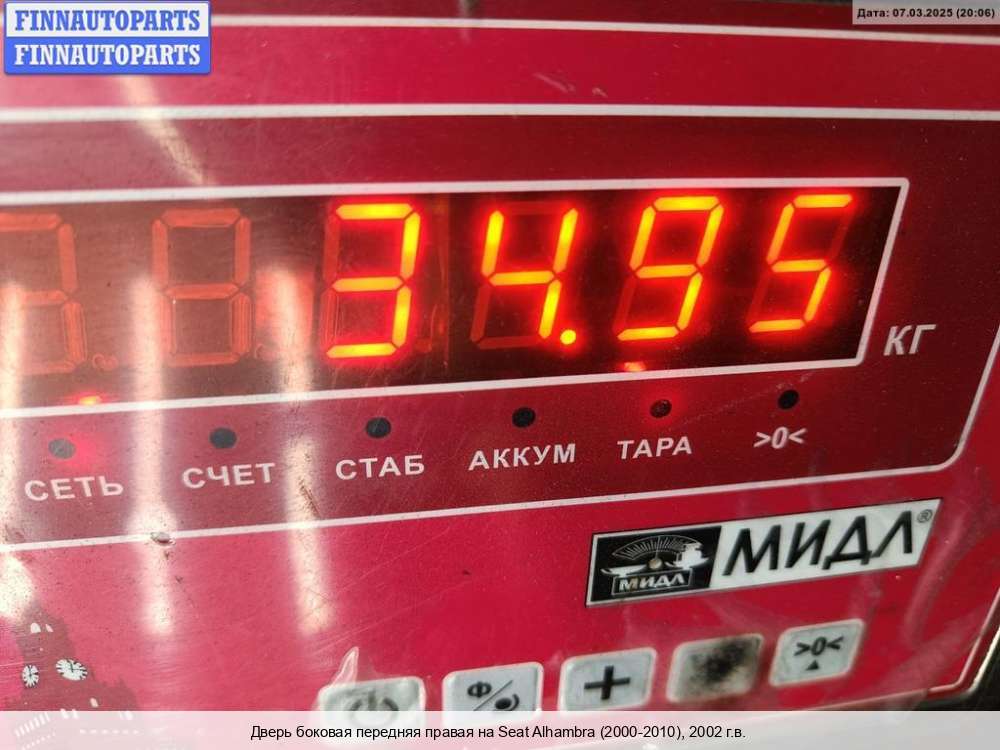 FINNAUTOPARTS
FINNAUTOPARTS
Дата: 07.03.2025 (20:06)
34.95
КГ
СЕТЬ СЧЕТ СТАБ АККУМ ТАРА >0<
МИДЛ МИДЛ®
Ф/ + >0<
Дверь боковая передняя правая на Seat Alhambra (2000-2010), 2002 г.в.